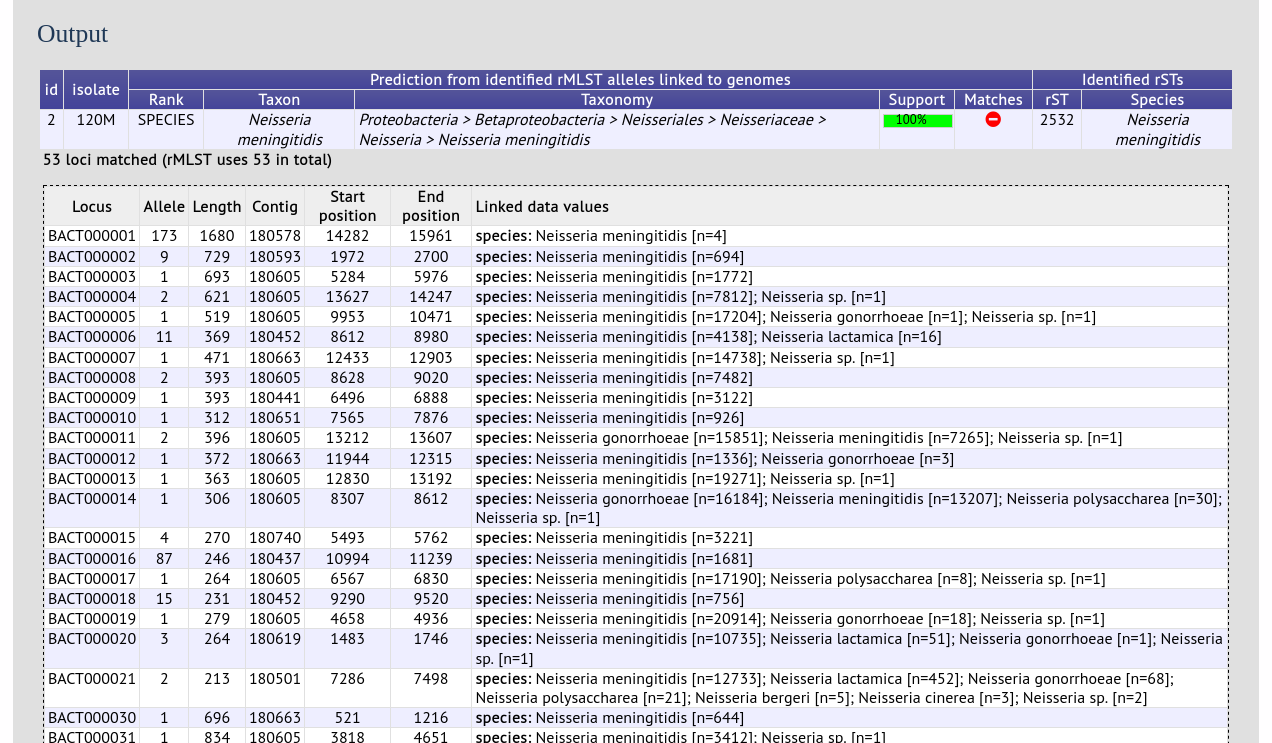 Output
id isolate Prediction from identified rMLST alleles linked to genomes Identified rSTs
Rank Taxon Taxonomy Support Matches rST Species
2 120M SPECIES Neisseria meningitidis Proteobacteria > Betaproteobacteria > Neisseriales > Neisseriaceae > 100% 2532 Neisseria meningitidis
Neisseria > Neisseria meningitidis
53 loci matched (rMLST uses 53 in total)
Locus Allele Length Contig Start position End position Linked data values
BACT000001 173 1680 180578 14282 15961 species: Neisseria meningitidis [n=4]
BACT000002 9 729 180593 1972 2700 species: Neisseria meningitidis [n=694]
BACT000003 1 693 180605 5284 5976 species: Neisseria meningitidis [n=1772]
BACT000004 2 621 180605 13627 14247 species: Neisseria meningitidis [n=7812]; Neisseria sp. [n=1]
BACT000005 1 519 180605 9953 10471 species: Neisseria meningitidis [n=17204]; Neisseria gonorrhoeae [n=1]; Neisseria sp. [n=1]
BACT000006 11 369 180452 8612 8980 species: Neisseria meningitidis [n=4138]; Neisseria lactamica [n=16]
BACT000007 1 471 180663 12433 12903 species: Neisseria meningitidis [n=14738]; Neisseria sp. [n=1]
BACT000008 2 393 180605 8628 9020 species: Neisseria meningitidis [n=7482]
BACT000009 1 393 180441 6496 6888 species: Neisseria meningitidis [n=3122]
BACT000010 1 312 180651 7565 7876 species: Neisseria meningitidis [n=926]
BACT000011 2 396 180605 13212 13607 species: Neisseria gonorrhoeae [n=15851]; Neisseria meningitidis [n=7265]; Neisseria sp. [n=1]
BACT000012 1 372 180663 11944 12315 species: Neisseria meningitidis [n=1336]; Neisseria gonorrhoeae [n=3]
BACT000013 1 363 180605 12830 13192 species: Neisseria meningitidis [n=19271]; Neisseria sp. [n=1]
BACT000014 1 306 180605 8307 8612 species: Neisseria gonorrhoeae [n=16184]; Neisseria meningitidis [n=13207]; Neisseria polysaccharea [n=30];
Neisseria sp. [n=1]
BACT000015 4 270 180740 5493 5762 species: Neisseria meningitidis [n=3221]
BACT000016 87 246 180437 10994 11239 species: Neisseria meningitidis [n=1681]
BACT000017 1 264 180605 6567 6830 species: Neisseria meningitidis [n=17190]; Neisseria polysaccharea [n=8]; Neisseria sp. [n=1]
BACT000018 15 231 180452 9290 9520 species: Neisseria meningitidis [n=756]
BACT000019 1 279 180605 4658 4936 species: Neisseria meningitidis [n=20914]; Neisseria gonorrhoeae [n=18]; Neisseria sp. [n=1]
BACT000020 3 264 180619 1483 1746 species: Neisseria meningitidis [n=10735]; Neisseria lactamica [n=51]; Neisseria gonorrhoeae [n=1]; Neisseria
sp. [n=1]
BACT000021 2 213 180501 7286 7498 species: Neisseria meningitidis [n=12733]; Neisseria lactamica [n=452]; Neisseria gonorrhoeae [n=68];
Neisseria polysaccharea [n=21]; Neisseria bergeri [n=5]; Neisseria cinerea [n=3]; Neisseria sp. [n=2]
BACT000030 1 696 180663 521 1216 species: Neisseria meningitidis [n=644]
BACT000031 1 834 180605 3818 4651 species: Neisseria meningitidis [n=3412]; Neisseria sp. [n=1]